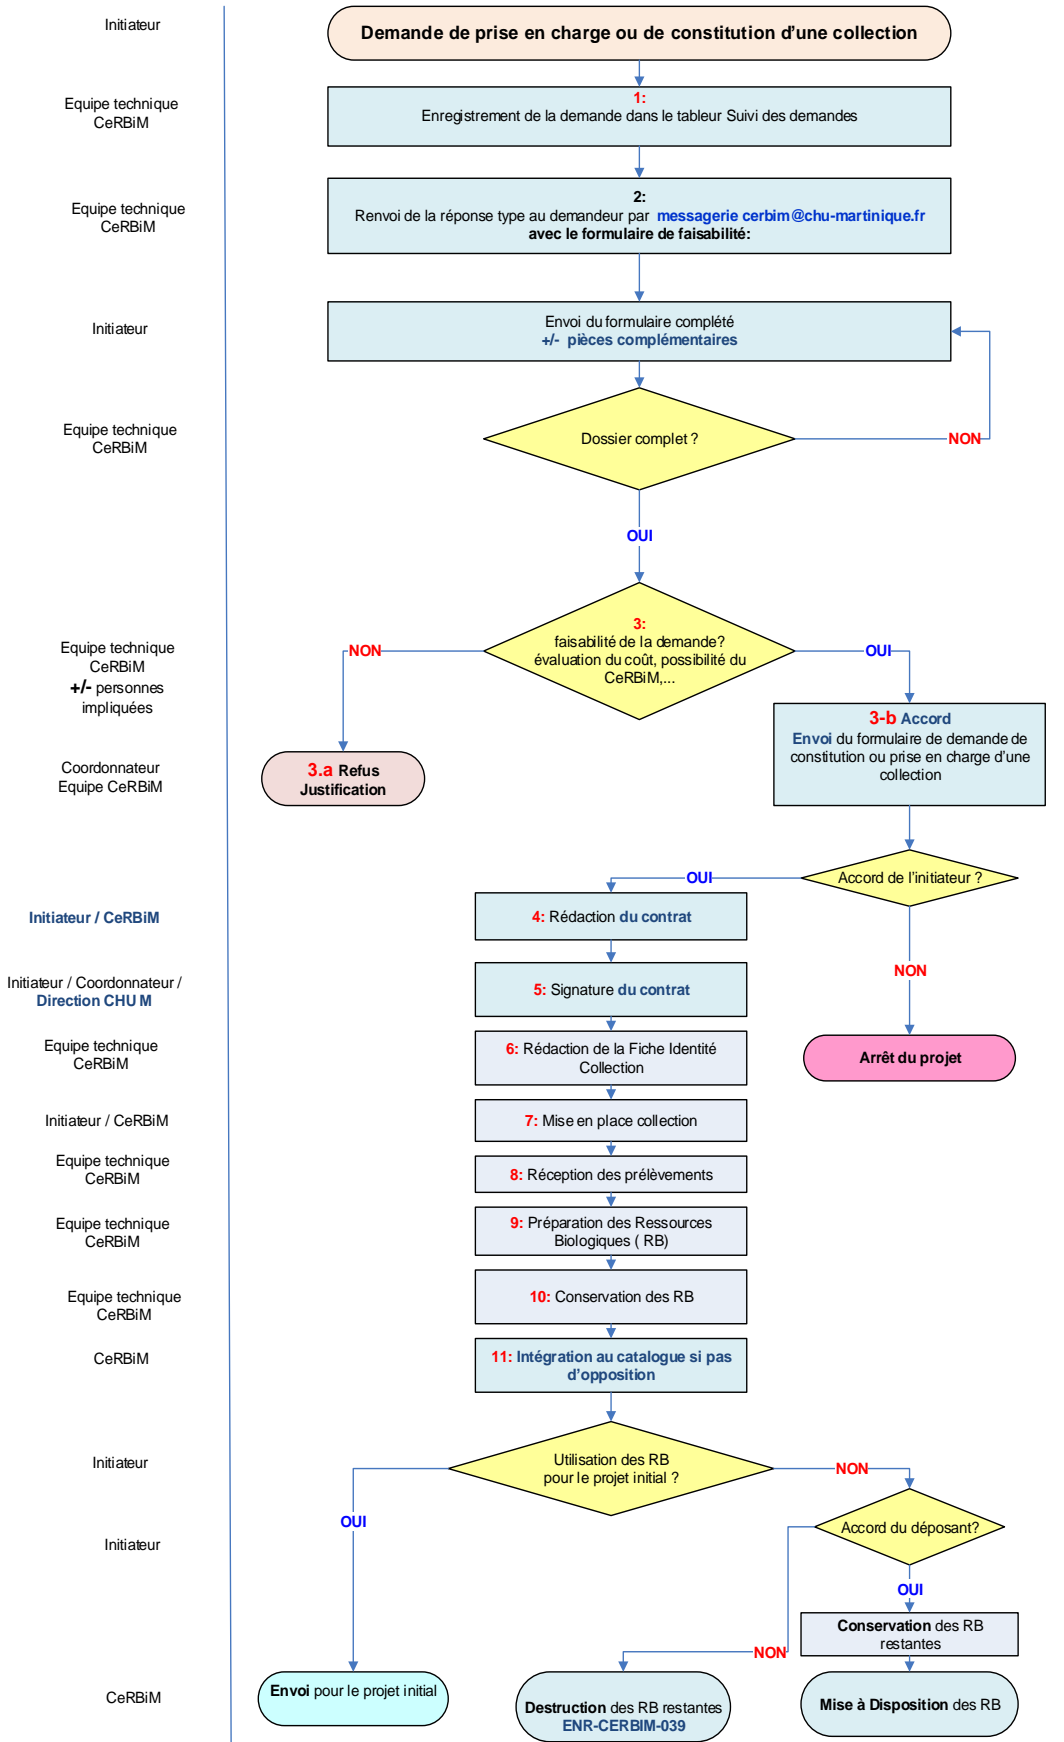 Initiateur
Demande de prise en charge ou de constitution d'une collection
Equipe technique
CeRBiM
1:
Enregistrement de la demande dans le tableur Suivi des demandes
Equipe technique
CeRBiM
2:
Renvoi de la réponse type au demandeur par messagerie cerbim@chu-martinique.fr
avec le formulaire de faisabilité:
Initiateur
Envoi du formulaire complété
+/- pièces complémentaires
Equipe technique
CeRBiM
Dossier complet ?
NON
OUI
Equipe technique
CeRBiM
+/- personnes
impliquées
3:
faisabilité de la demande?
évaluation du coût, possibilité du
CeRBiM,...
NON
OUI
Coordonnateur
Equipe CeRBiM
3.a Refus
Justification
3-b Accord
Envoi du formulaire de demande de
constitution ou prise en charge d'une
collection
Accord de l'initiateur ?
OUI
NON
Arrêt du projet
Initiateur / CeRBiM
4: Rédaction du contrat
Initiateur / Coordonnateur /
Direction CHU M
5: Signature du contrat
Equipe technique
CeRBiM
6: Rédaction de la Fiche Identité
Collection
Initiateur / CeRBiM
7: Mise en place collection
Equipe technique
CeRBiM
8: Réception des prélèvements
Equipe technique
CeRBiM
9: Préparation des Ressources
Biologiques ( RB)
Equipe technique
CeRBiM
10: Conservation des RB
CeRBiM
11: Intégration au catalogue si pas
d'opposition
Initiateur
Utilisation des RB
pour le projet initial ?
NON
OUI
Initiateur
Accord du déposant?
OUI
NON
Conservation des RB
restantes
CeRBiM
Envoi pour le projet initial
Destruction des RB restantes
ENR-CERBIM-039
Mise à Disposition des RB